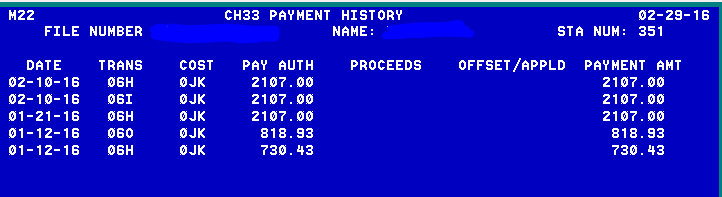 M22 CH33 PAYMENT HISTORY 02-29-16
FILE NUMBER NAME: STA NUM: 351
DATE TRANS COST PAY AUTH PROCEEDS OFFSET/APPLD PAYMENT AMT
02-10-16 06H 0JK 2107.00 2107.00
02-10-16 06I 0JK 2107.00 2107.00
01-21-16 06H 0JK 2107.00 2107.00
01-12-16 06O 0JK 818.93 818.93
01-12-16 06H 0JK 730.43 730.43